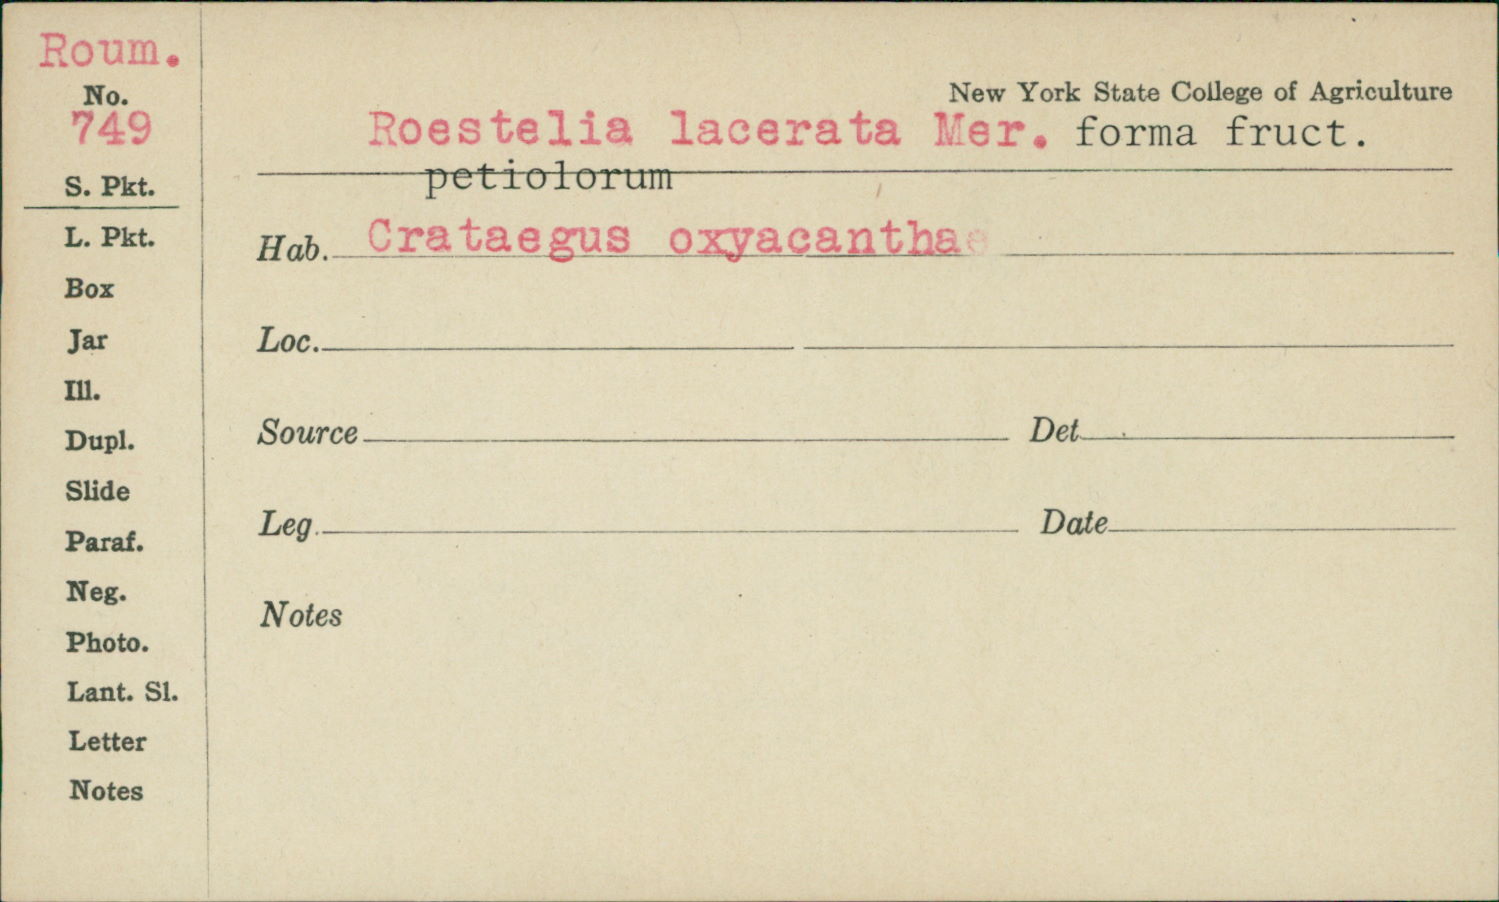 Roum.
No.
749
S. Pkt.
L. Pkt.
Box
Jar
Ill.
Dupl.
Slide
Paraf.
Neg.
Photo.
Lant. Sl.
Letter
Notes
New York State College of Agriculture
Roestelia lacerata Mer. forma fruct.
petiolorum
Hab. Crataegus oxyacanthae
Loc.
Source Det.
Leg. Date
Notes